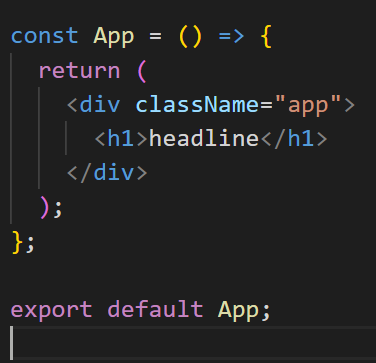 const App = () => {
  return (
    <div className="app">
      <h1>headline</h1>
    </div>
  );
};

export default App;